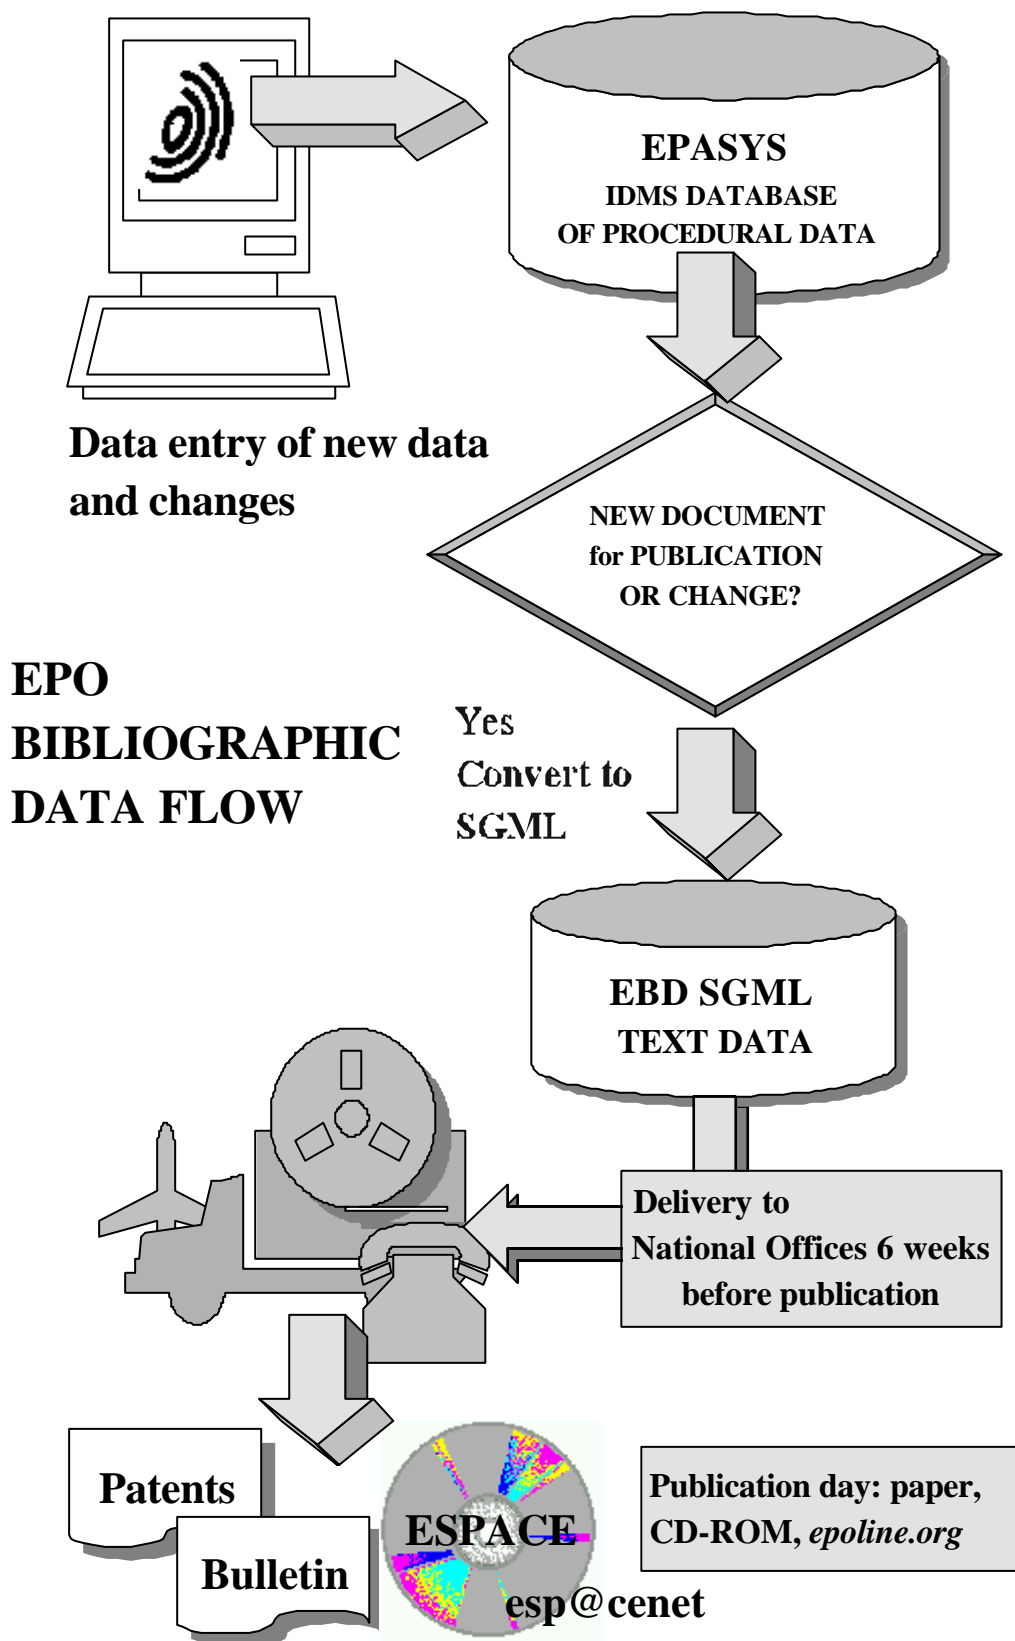 EPASYS
IDMS DATABASE
OF PROCEDURAL DATA
Data entry of new data
and changes
NEW DOCUMENT
for PUBLICATION
OR CHANGE?
EPO
BIBLIOGRAPHIC
DATA FLOW
Yes
Convert to
SGML
EBD SGML
TEXT DATA
Delivery to
National Offices 6 weeks
before publication
Patents
Bulletin
ESPACE
esp@cenet
Publication day: paper,
CD-ROM, epoline.org